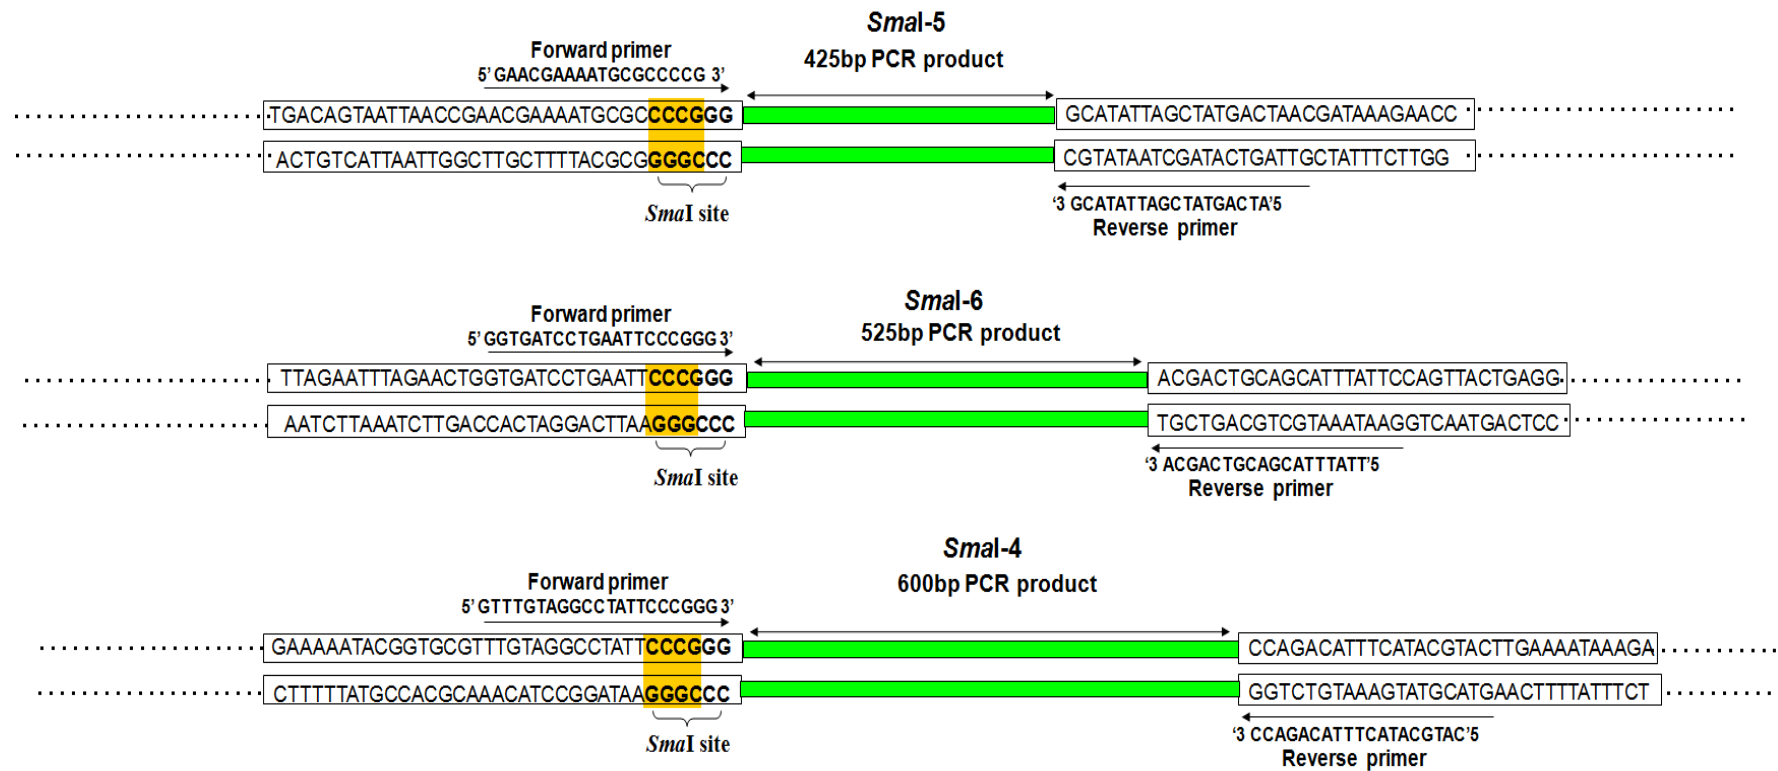 SmaI-5
425bp PCR product
Forward primer
5’ GAACGAAAATGCGCCCCG 3’
TGACAGTAATTAACCGAACGAAAATGCGCCCCGGG
GCATATTAGCTATGACTAACGATAAAGAACC
ACTGTCATTAATTGGCTTGCTTTTACGCGGGGCCC
CGTATAATCGATACTGATTGCTATTTCTTGG
SmaI site
‘3 GCATATTAGCTATGACTA’5
Reverse primer
SmaI-6
525bp PCR product
Forward primer
5’ GGTGATCCTGAATTCCCGGG 3’
TTAGAATTTAGAACTGGTGATCCTGAATTCCCGGG
ACGACTGCAGCATTTATTCCAGTTACTGAGG
AATCTTAAATCTTGACCACTAGGACTTAAGGGCCC
TGCTGACGTCGTAAATAAGGTCAATGACTCC
SmaI site
‘3 ACGACTGCAGCATTTATT’5
Reverse primer
SmaI-4
600bp PCR product
Forward primer
5’ GTTTGTAGGCCTATTCCCGGG 3’
GAAAAATACGGTGCGTTTGTAGGCCTATTCCCGGG
CCAGACATTTCATACGTACTTGAAAATAAAGA
CTTTTTATGCCACGCAAACATCCGGATAAGGGCCC
GGTCTGTAAAGTATGCATGAACTTTTATTTCT
SmaI site
‘3 CCAGACATTTCATACGTAC’5
Reverse primer